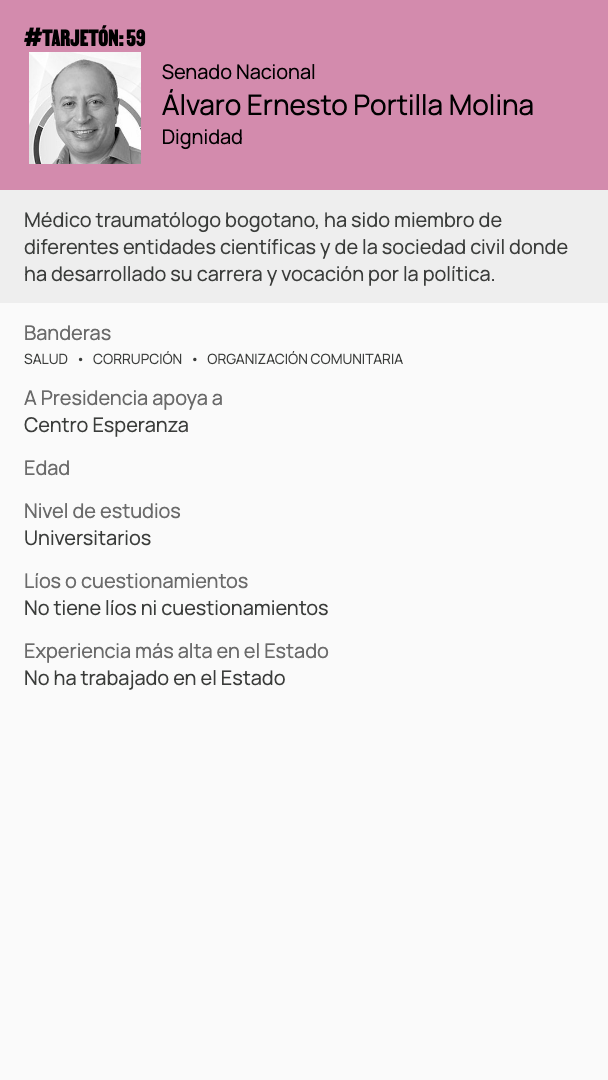 #TARJETÓN: 59
Senado Nacional
Álvaro Ernesto Portilla Molina
Dignidad
Médico traumatólogo bogotano, ha sido miembro de
diferentes entidades científicas y de la sociedad civil donde
ha desarrollado su carrera y vocación por la política.
Banderas
SALUD • CORRUPCIÓN • ORGANIZACIÓN COMUNITARIA
A Presidencia apoya a
Centro Esperanza
Edad
Nivel de estudios
Universitarios
Líos o cuestionamientos
No tiene líos ni cuestionamientos
Experiencia más alta en el Estado
No ha trabajado en el Estado